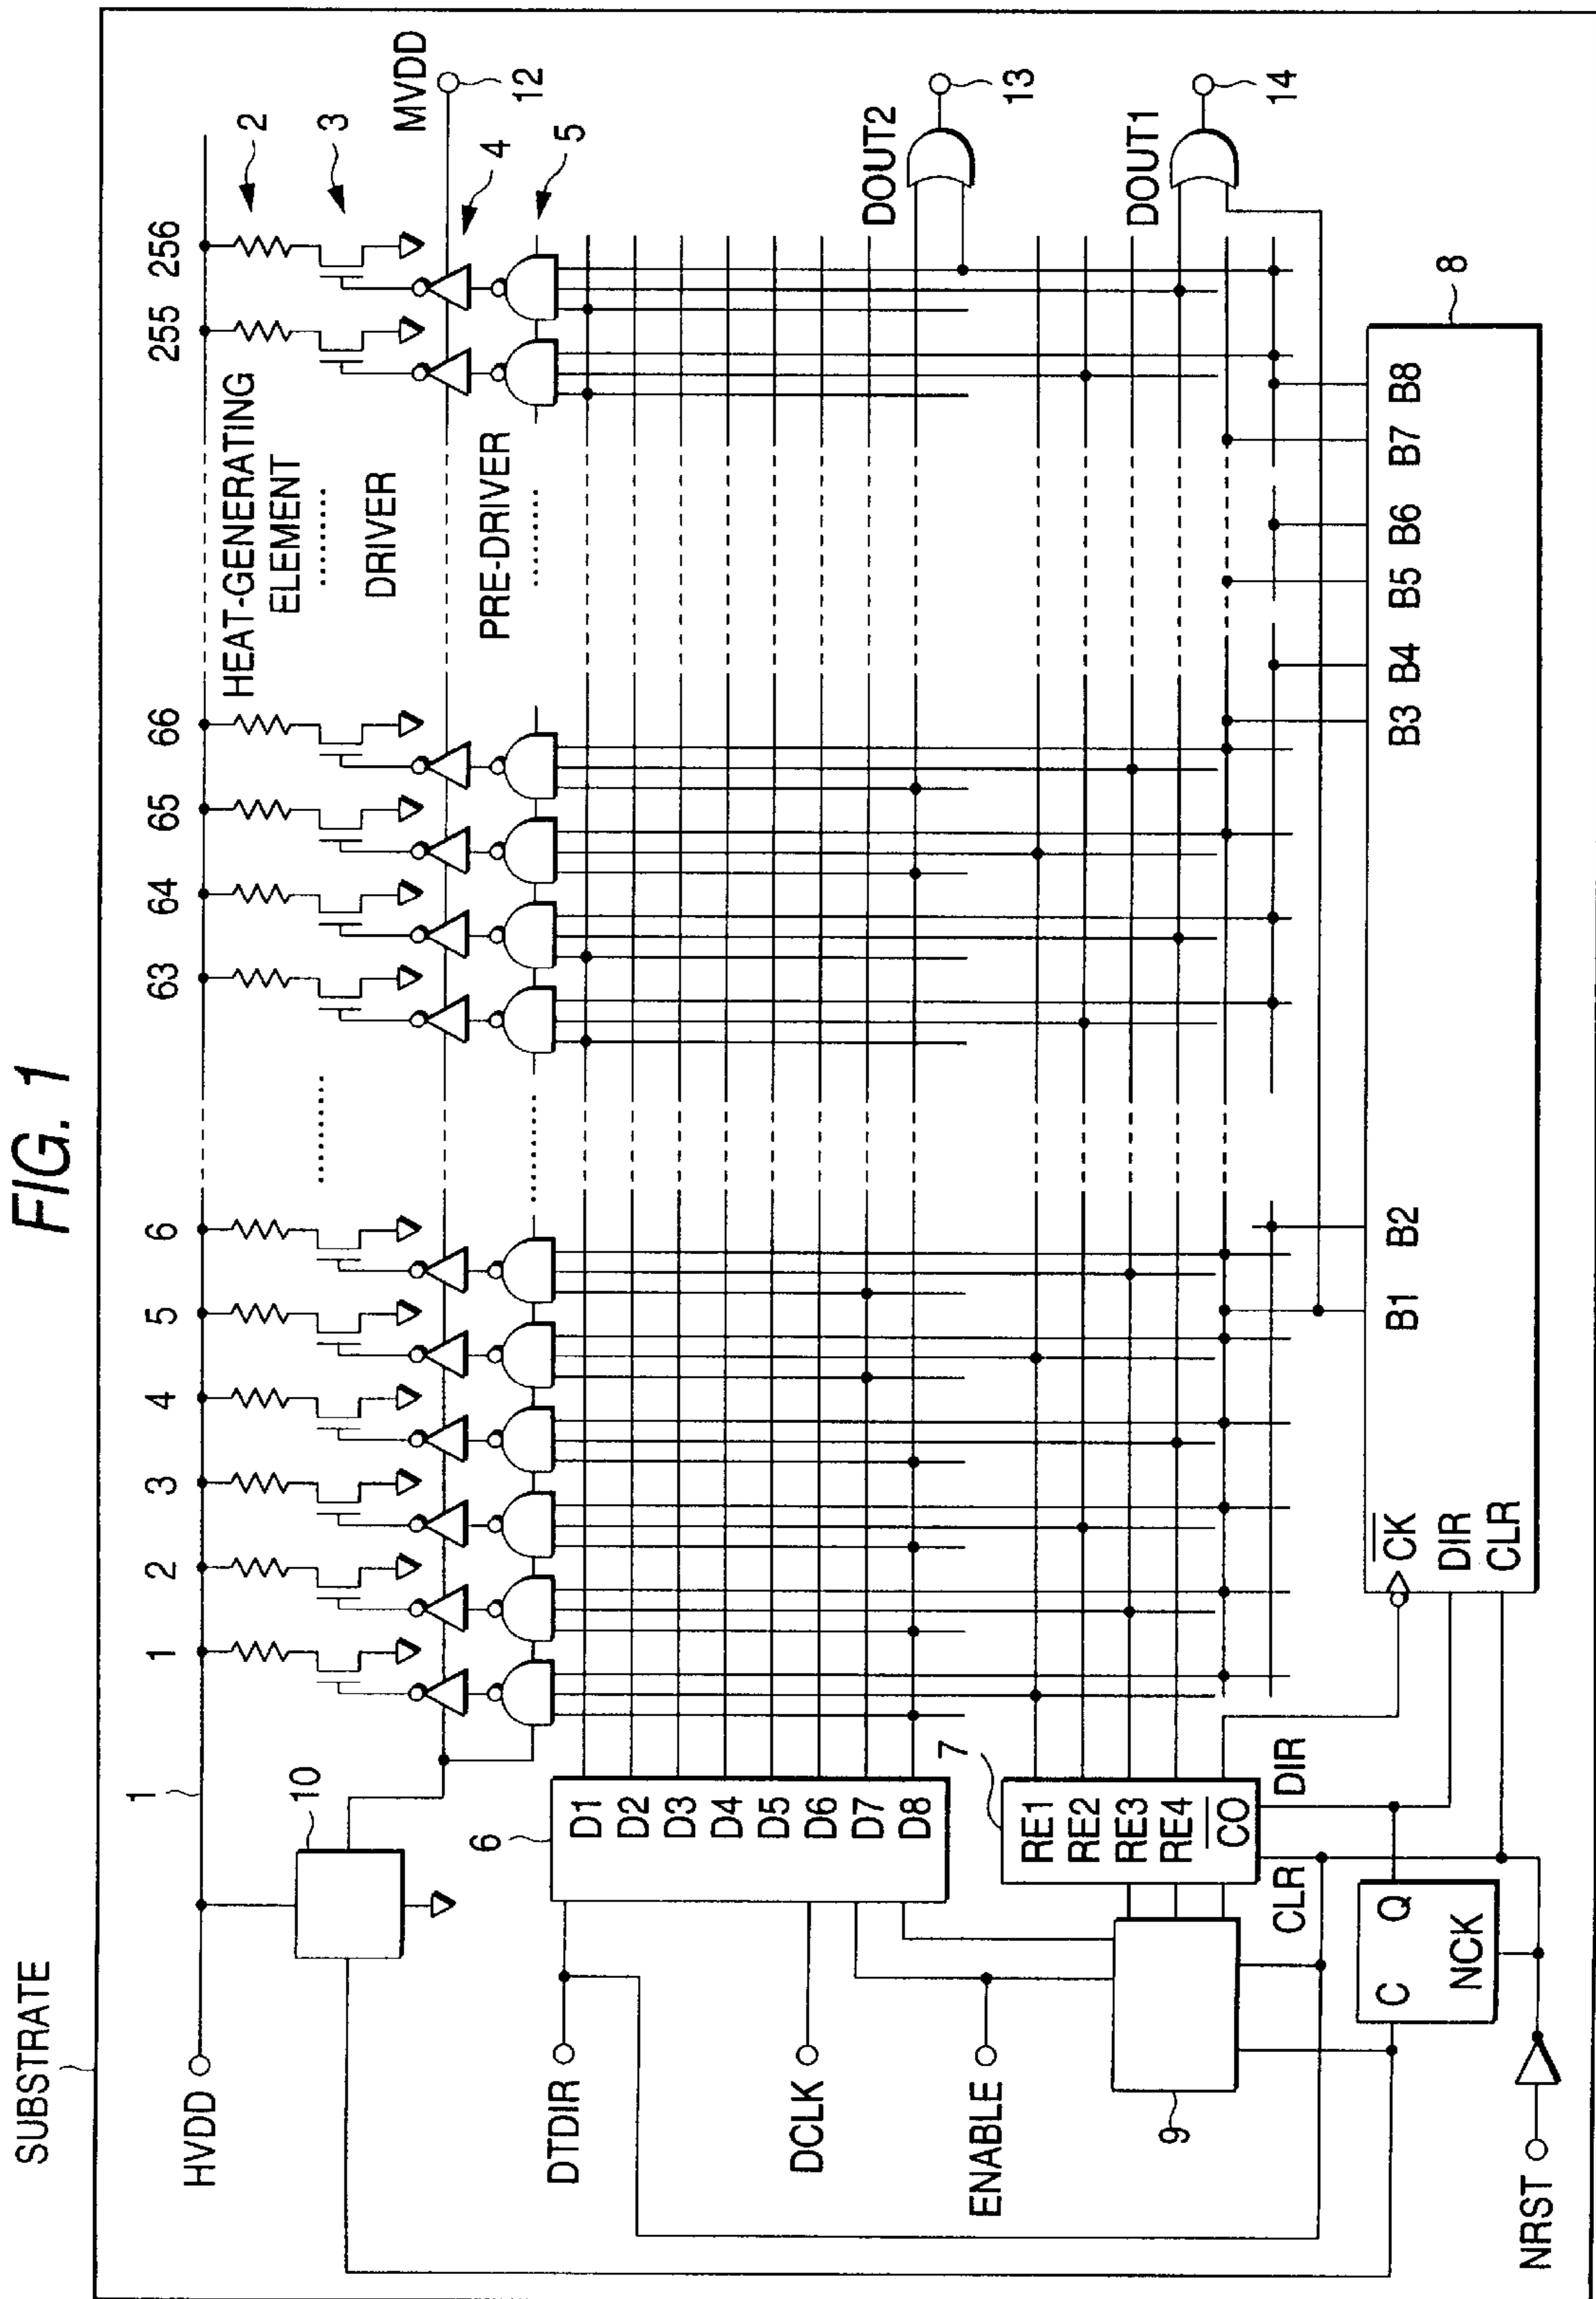 FIG. 1
SUBSTRATE
HVDD
1
10
1 2 3 4 5 6 63 64 65 66 255 256
HEAT-GENERATING
ELEMENT
.........
DRIVER
PRE-DRIVER
.........
.........
.........
2
3
MVDD
12
4
5
DTDIR
DCLK
ENABLE
6
D1
D2
D3
D4
D5
D6
D7
D8
DOUT2
13
7
RE1
RE2
RE3
RE4
CO
DIR
CLR
DOUT1
14
9
C Q
NCK
NRST
CK
DIR
CLR
B1 B2 B3 B4 B5 B6 B7 B8
8